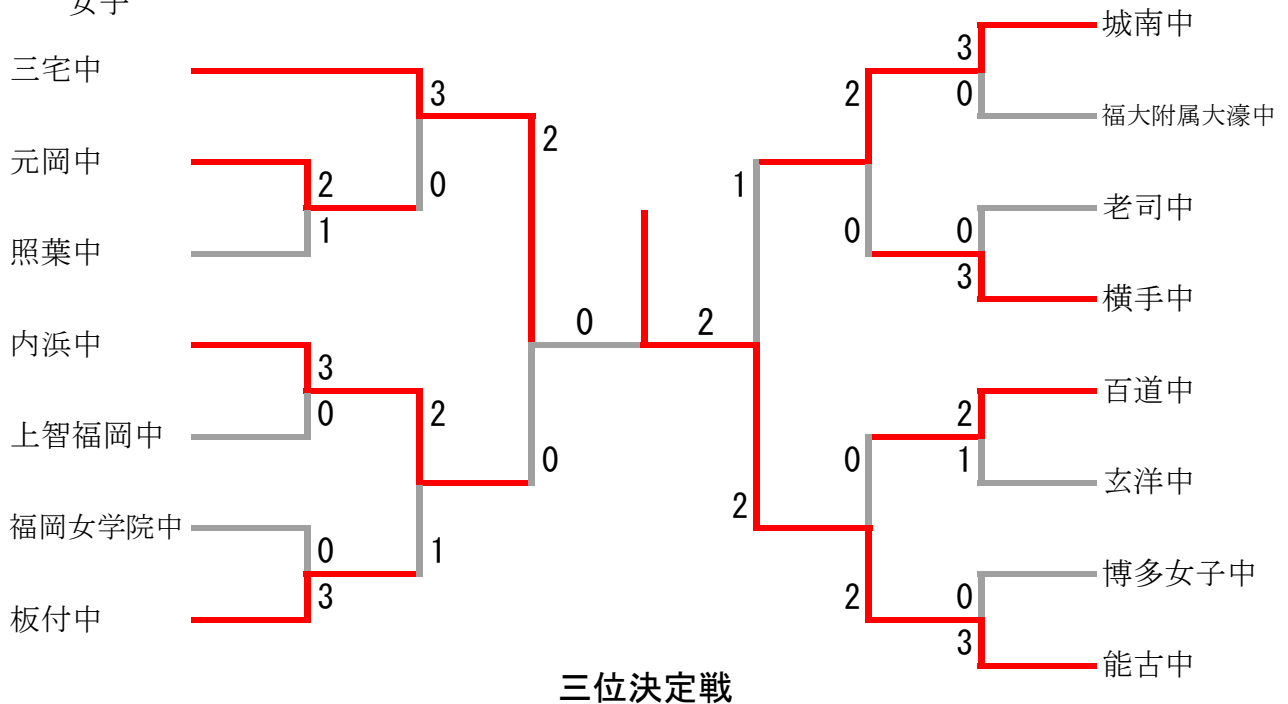 女子
三宅中
元岡中
照葉中
内浜中
上智福岡中
福岡女学院中
板付中
3
0
2
1
3
0
2
1
0
3
2
0
0
2
1
2
2
0
0
2
3
0
0
3
2
1
0
3
城南中
福大附属大濠中
老司中
横手中
百道中
玄洋中
博多女子中
能古中
三位決定戦